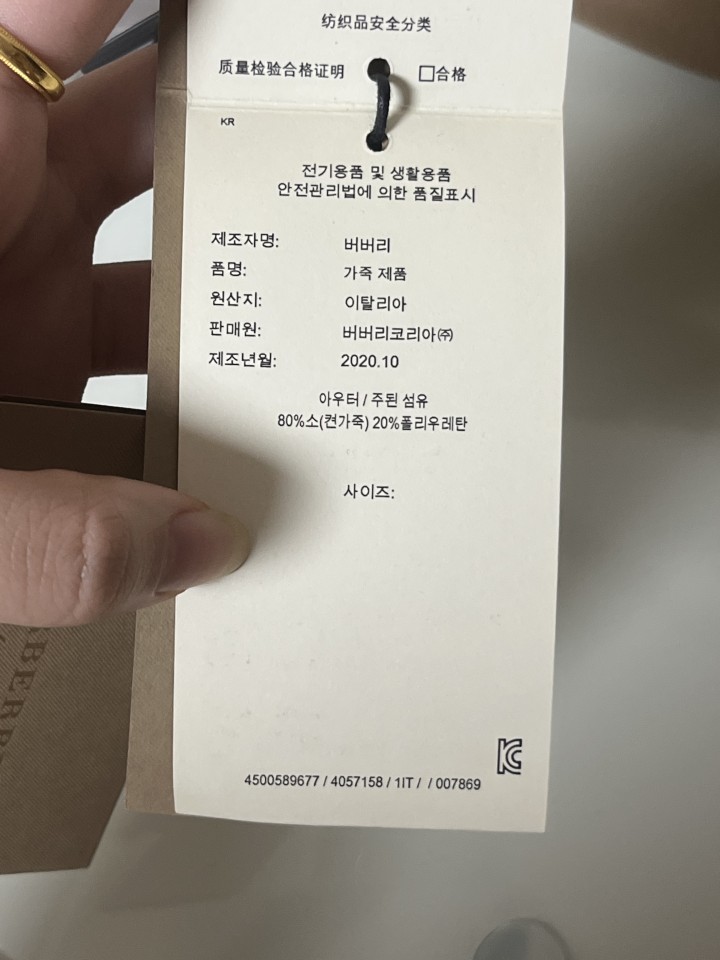 纺织品安全分类
质量检验合格证明 □合格
KR
전기용품 및 생활용품
안전관리법에 의한 품질표시
제조자명: 버버리
품명: 가죽 제품
원산지: 이탈리아
판매원: 버버리코리아㈜
제조년월: 2020.10
아우터 / 주된 섬유
80%소(켠가죽) 20%폴리우레탄
사이즈:
4500589677 / 4057158 / 1IT / / 007869